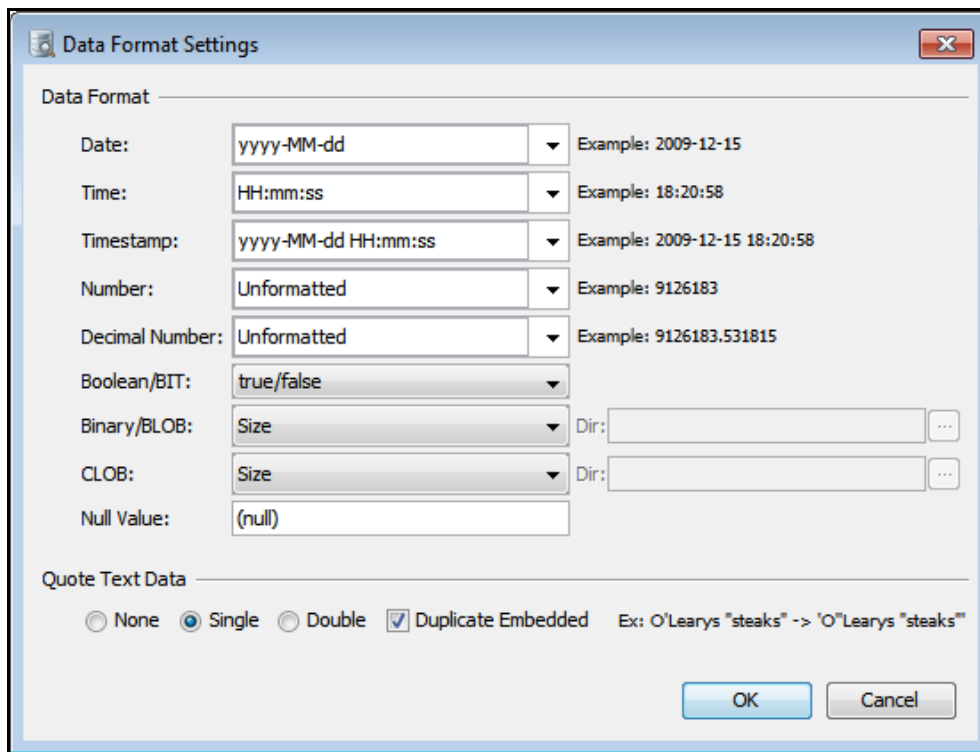 Data Format Settings
Data Format
Date: yyyy-MM-dd Example: 2009-12-15
Time: HH:mm:ss Example: 18:20:58
Timestamp: yyyy-MM-dd HH:mm:ss Example: 2009-12-15 18:20:58
Number: Unformatted Example: 9126183
Decimal Number: Unformatted Example: 9126183.531815
Boolean/BIT: true/false
Binary/BLOB: Size Dir: ...
CLOB: Size Dir: ...
Null Value: (null)
Quote Text Data
None Single Double Duplicate Embedded Ex: O'Learys "steaks" -> 'O''Learys "steaks"'
OK Cancel